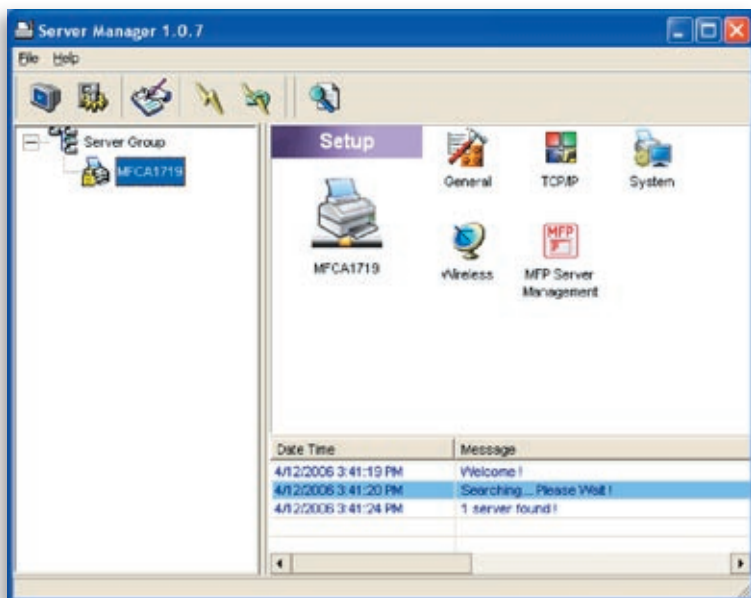 Server Manager 1.0.7
File Help
Server Group
MFCA1719
Setup
MFCA1719
General
TCP/IP
System
Wireless
MFP
MFP Server
Management
Date Time Message
4/12/2006 3:41:19 PM Welcome !
4/12/2006 3:41:20 PM Searching... Please Wait !
4/12/2006 3:41:24 PM 1 server found !